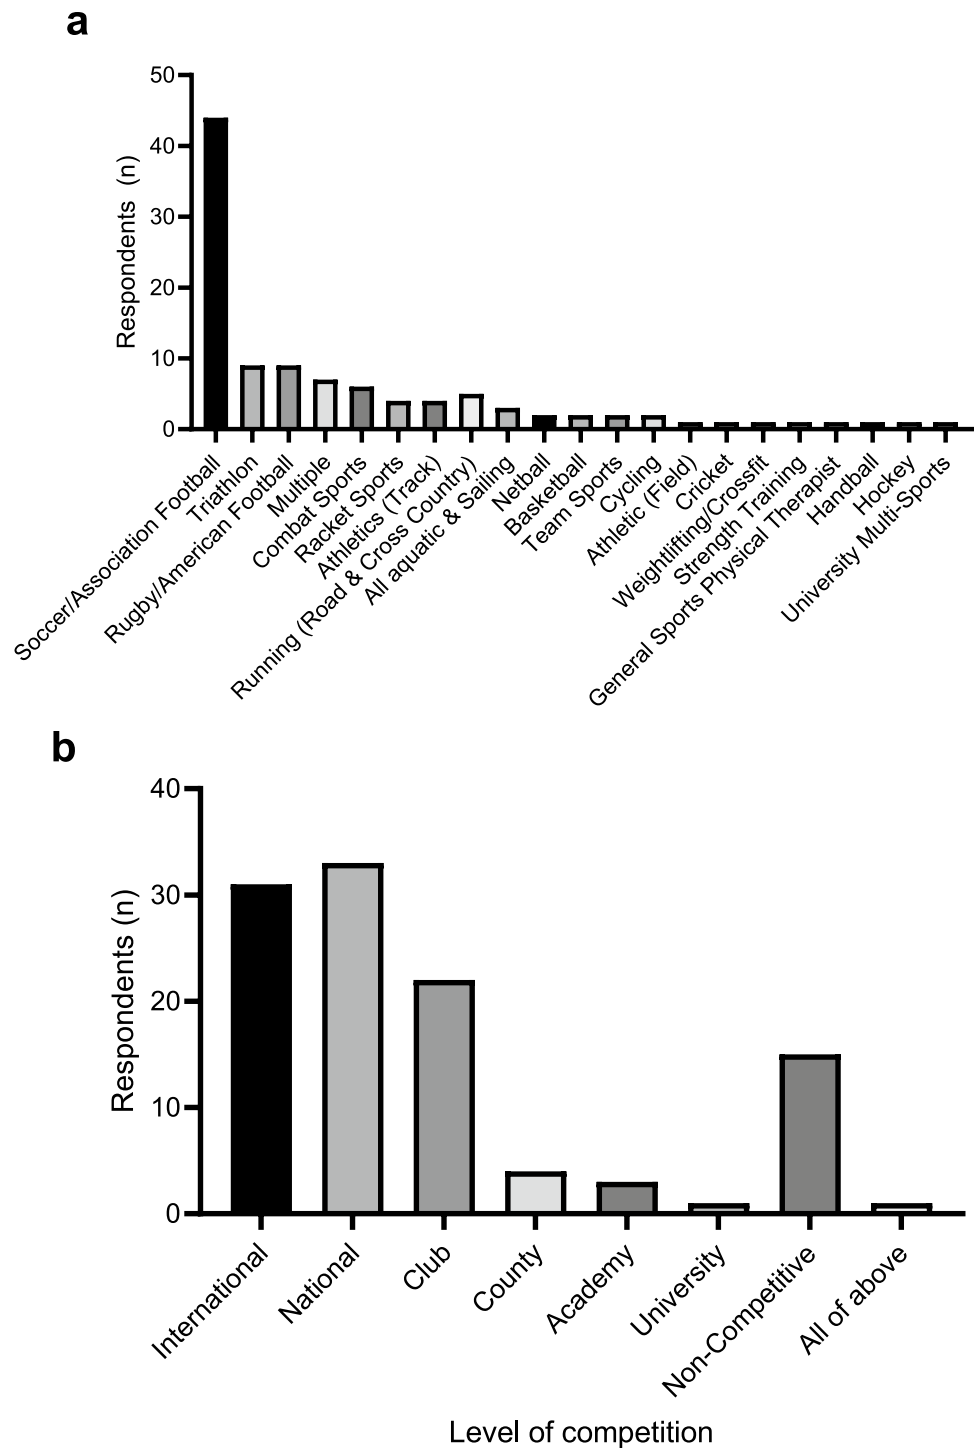 a
50
40
30
20
10
0
Respondents (n)
Soccer/Association Football
Triathlon
Rugby/American Football
Multiple
Combat Sports
Racket Sports
Athletics (Track)
Running (Road & Cross Country)
All aquatic & Sailing
Netball
Basketball
Team Sports
Cycling
Athletic (Field)
Cricket
Weightlifting/Crossfit
Strength Training
General Sports Physical Therapist
Handball
Hockey
University Multi-Sports
b
40
30
20
10
0
Respondents (n)
International
National
Club
County
Academy
University
Non-Competitive
All of above
Level of competition